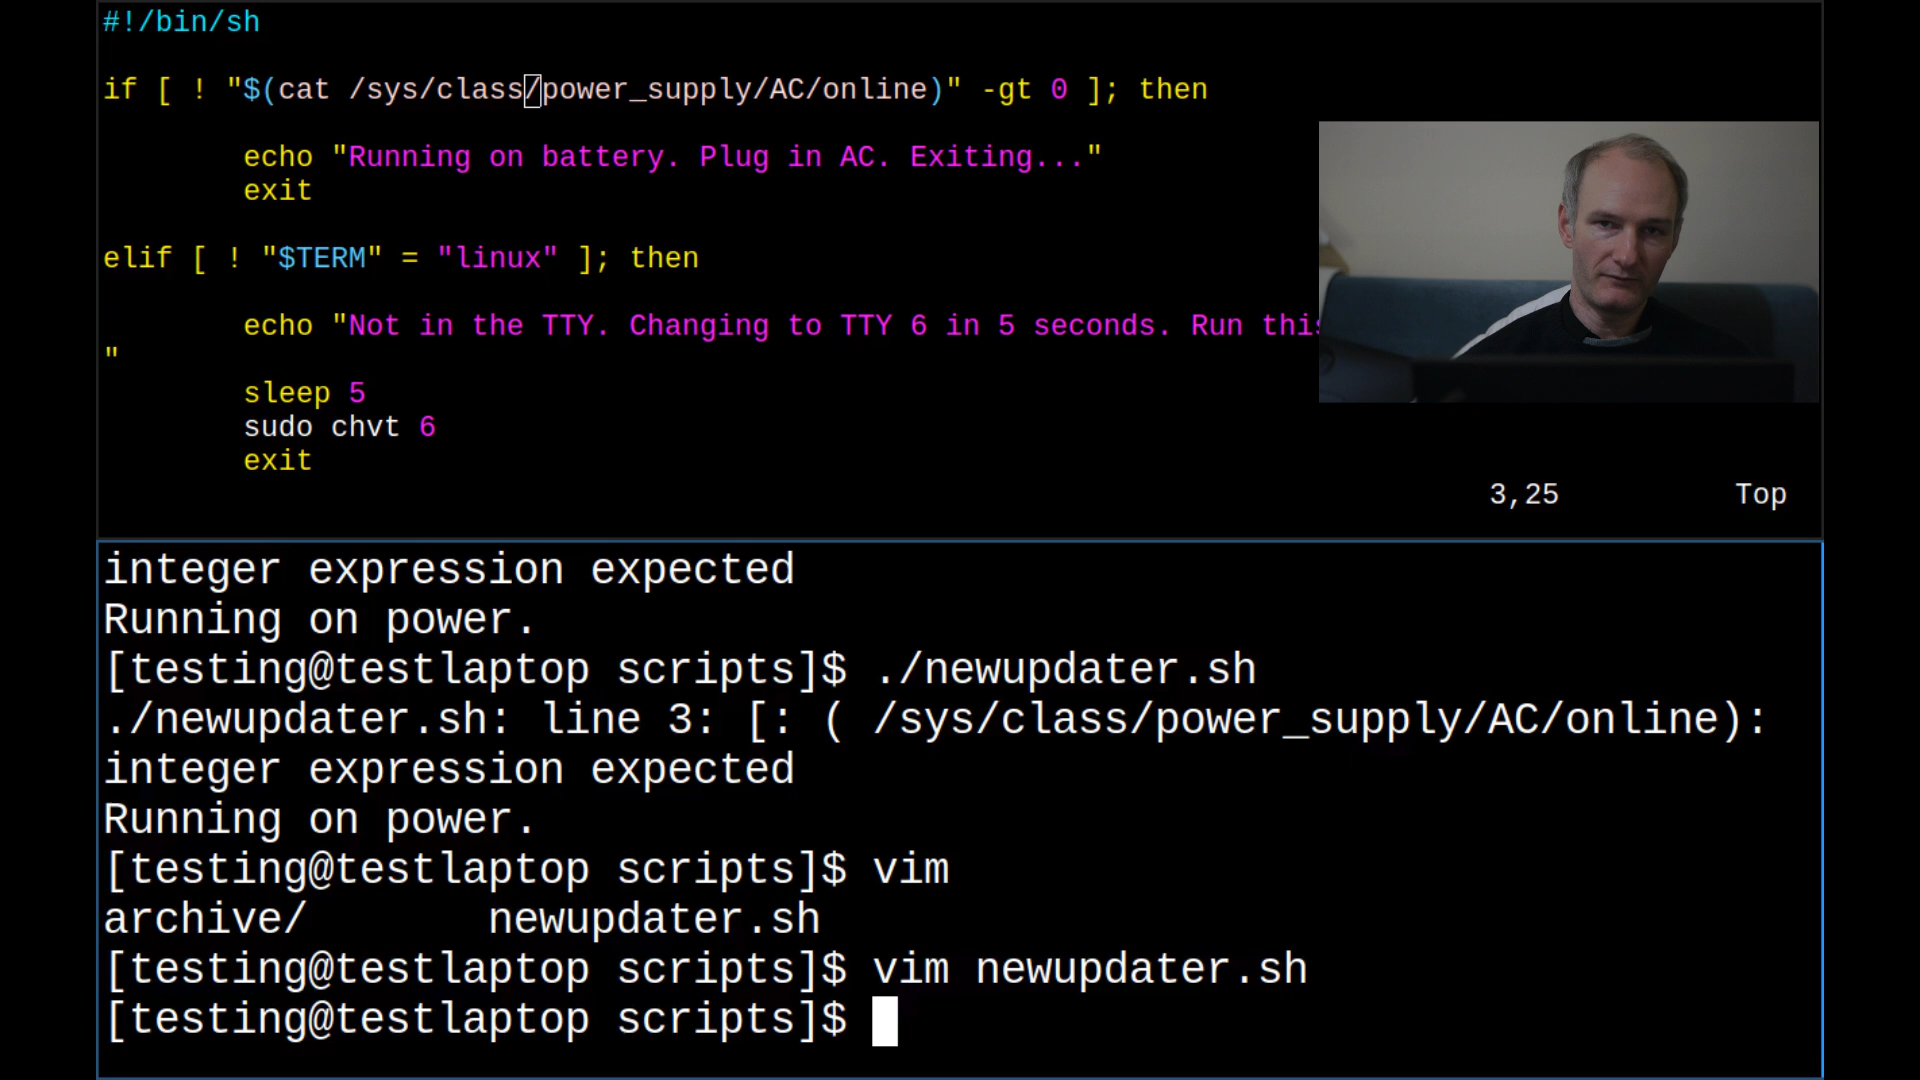 #!/bin/sh
if [ ! "$(cat /sys/class/power_supply/AC/online)" -gt 0 ]; then
echo "Running on battery. Plug in AC. Exiting..."
exit
elif [ ! "$TERM" = "linux" ]; then
echo "Not in the TTY. Changing to TTY 6 in 5 seconds. Run this
"
sleep 5
sudo chvt 6
exit
3,25 Top
integer expression expected
Running on power.
[testing@testlaptop scripts]$ ./newupdater.sh
./newupdater.sh: line 3: [: ( /sys/class/power_supply/AC/online):
integer expression expected
Running on power.
[testing@testlaptop scripts]$ vim
archive/ newupdater.sh
[testing@testlaptop scripts]$ vim newupdater.sh
[testing@testlaptop scripts]$